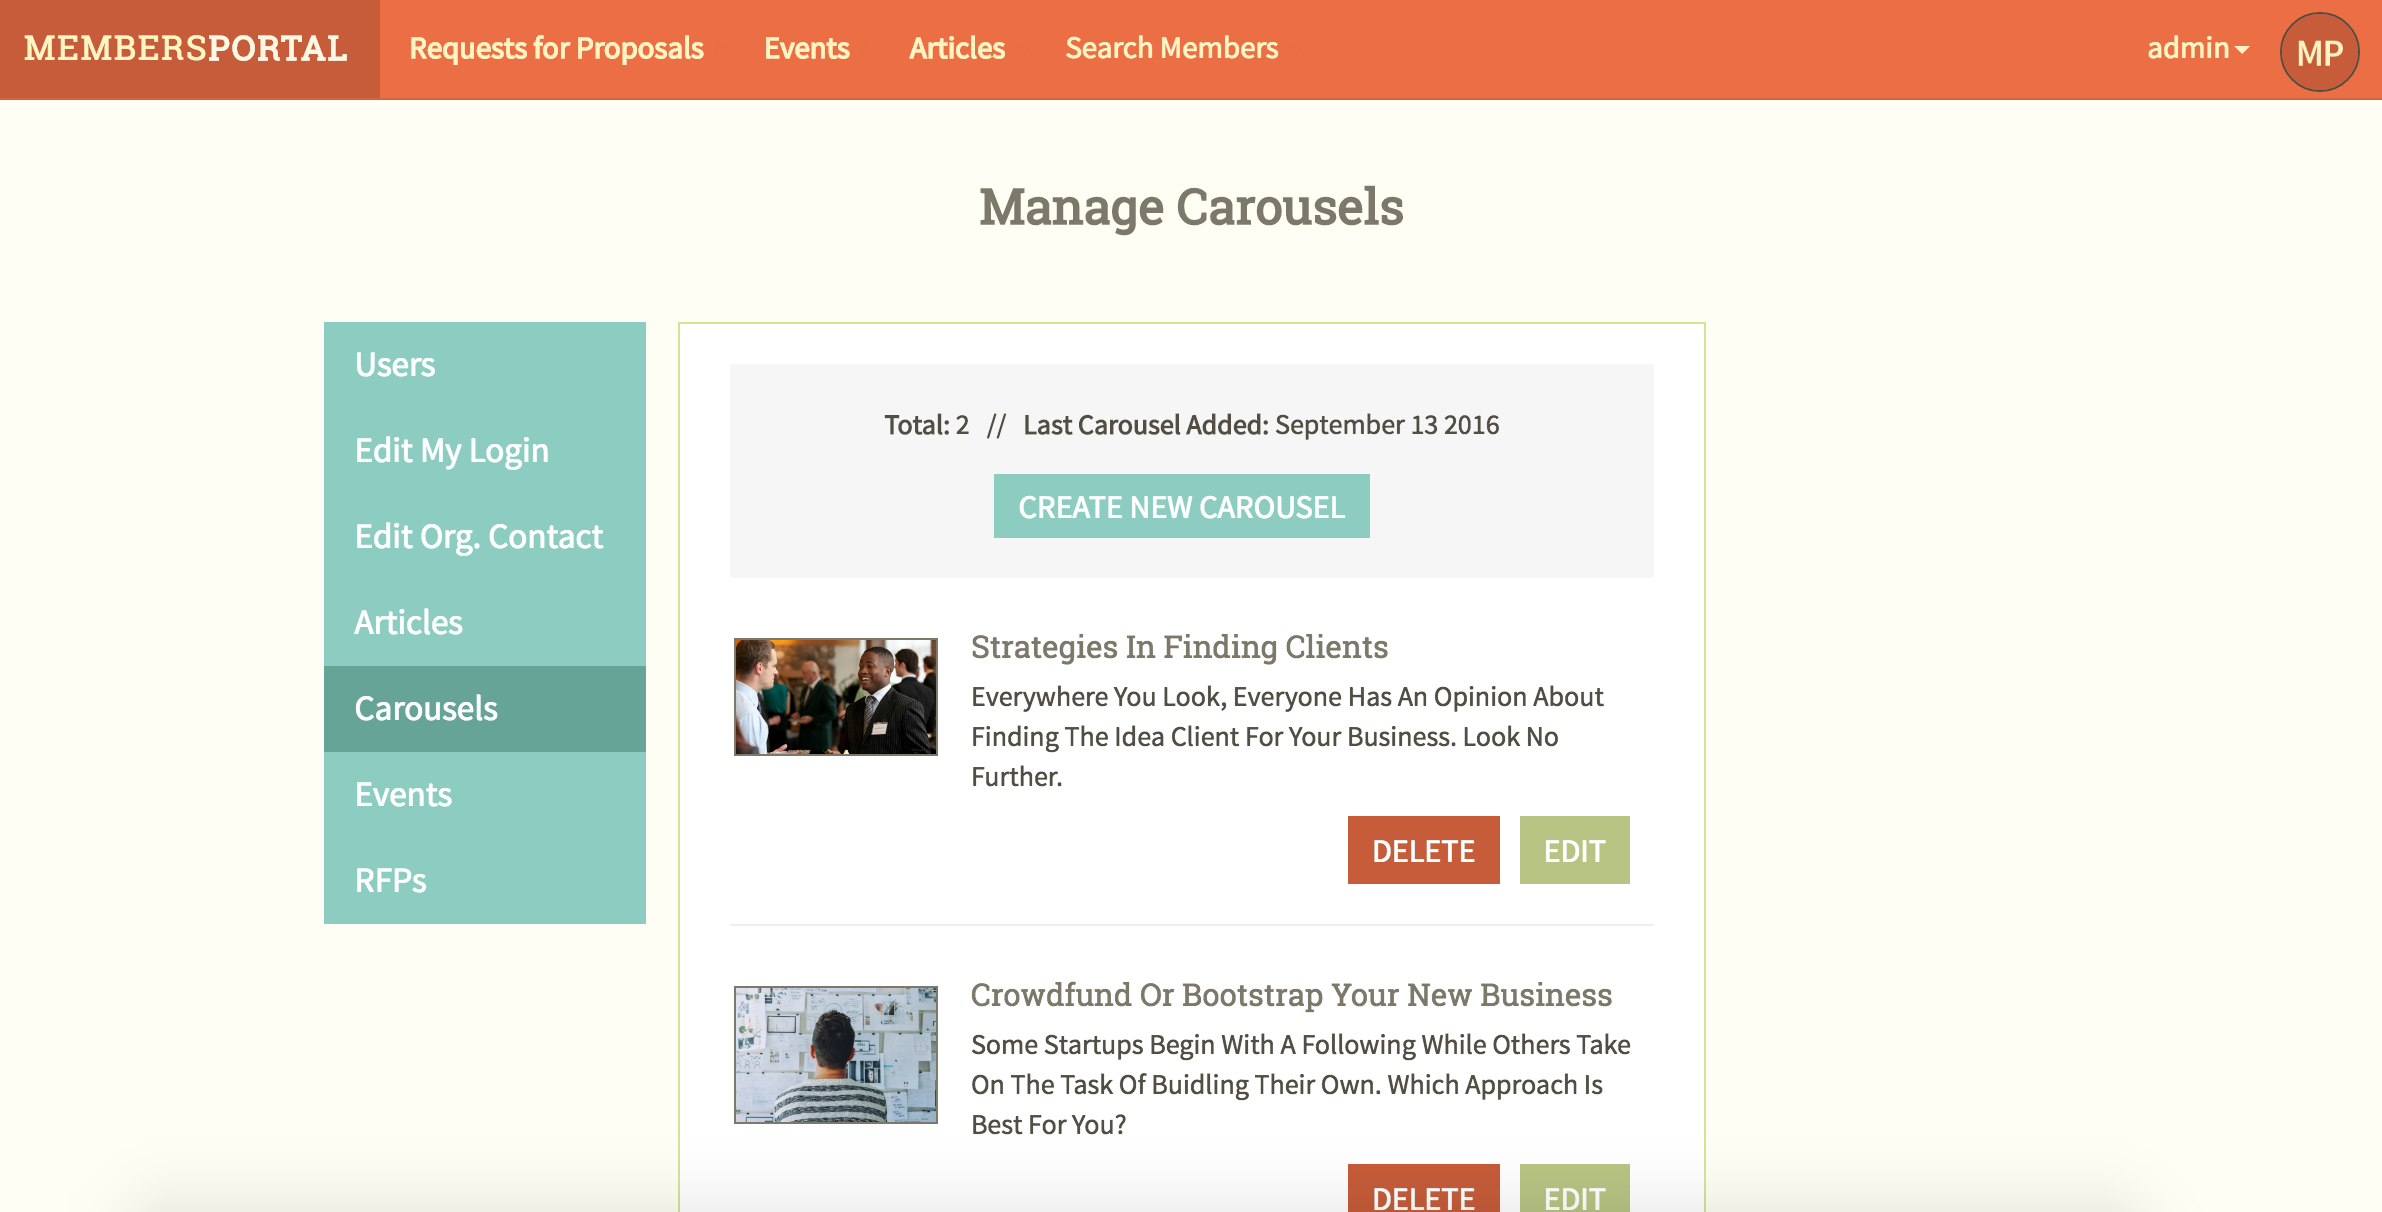 MEMBERSPORTAL Requests for Proposals Events Articles Search Members admin MP
Manage Carousels
Users
Edit My Login
Edit Org. Contact
Articles
Carousels
Events
RFPs
Total: 2 // Last Carousel Added: September 13 2016
CREATE NEW CAROUSEL
Strategies In Finding Clients
Everywhere You Look, Everyone Has An Opinion About
Finding The Idea Client For Your Business. Look No
Further.
DELETE EDIT
Crowdfund Or Bootstrap Your New Business
Some Startups Begin With A Following While Others Take
On The Task Of Buidling Their Own. Which Approach Is
Best For You?
DELETE EDIT